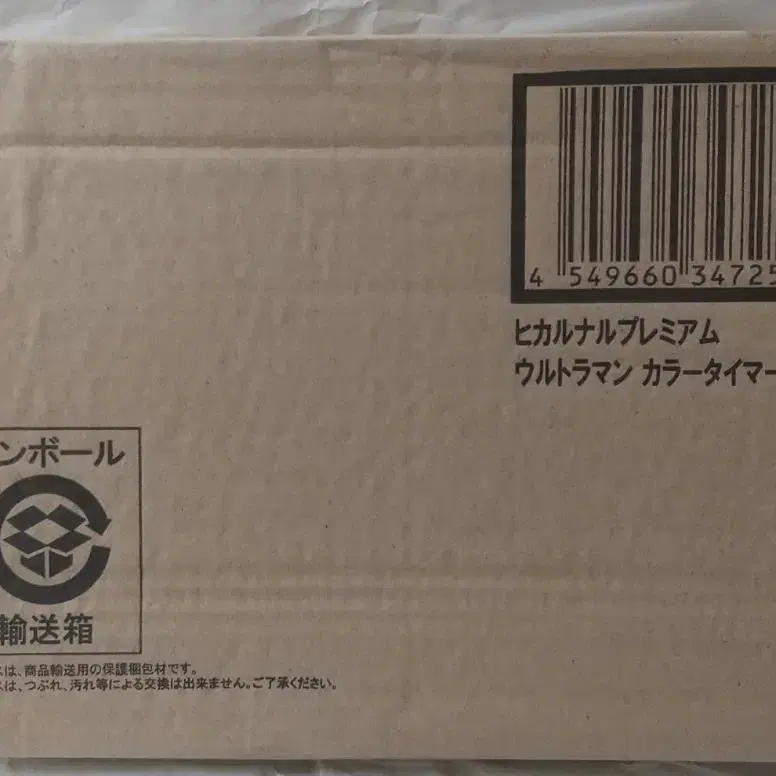 4 549660 34725
ヒカルナルプレミアム
ウルトラマン カラータイマー
ンボール
輸送箱
は、商品輸送用の保護梱包材です。
は、つぶれ、汚れ等による交換は出来ません。ご了承ください。